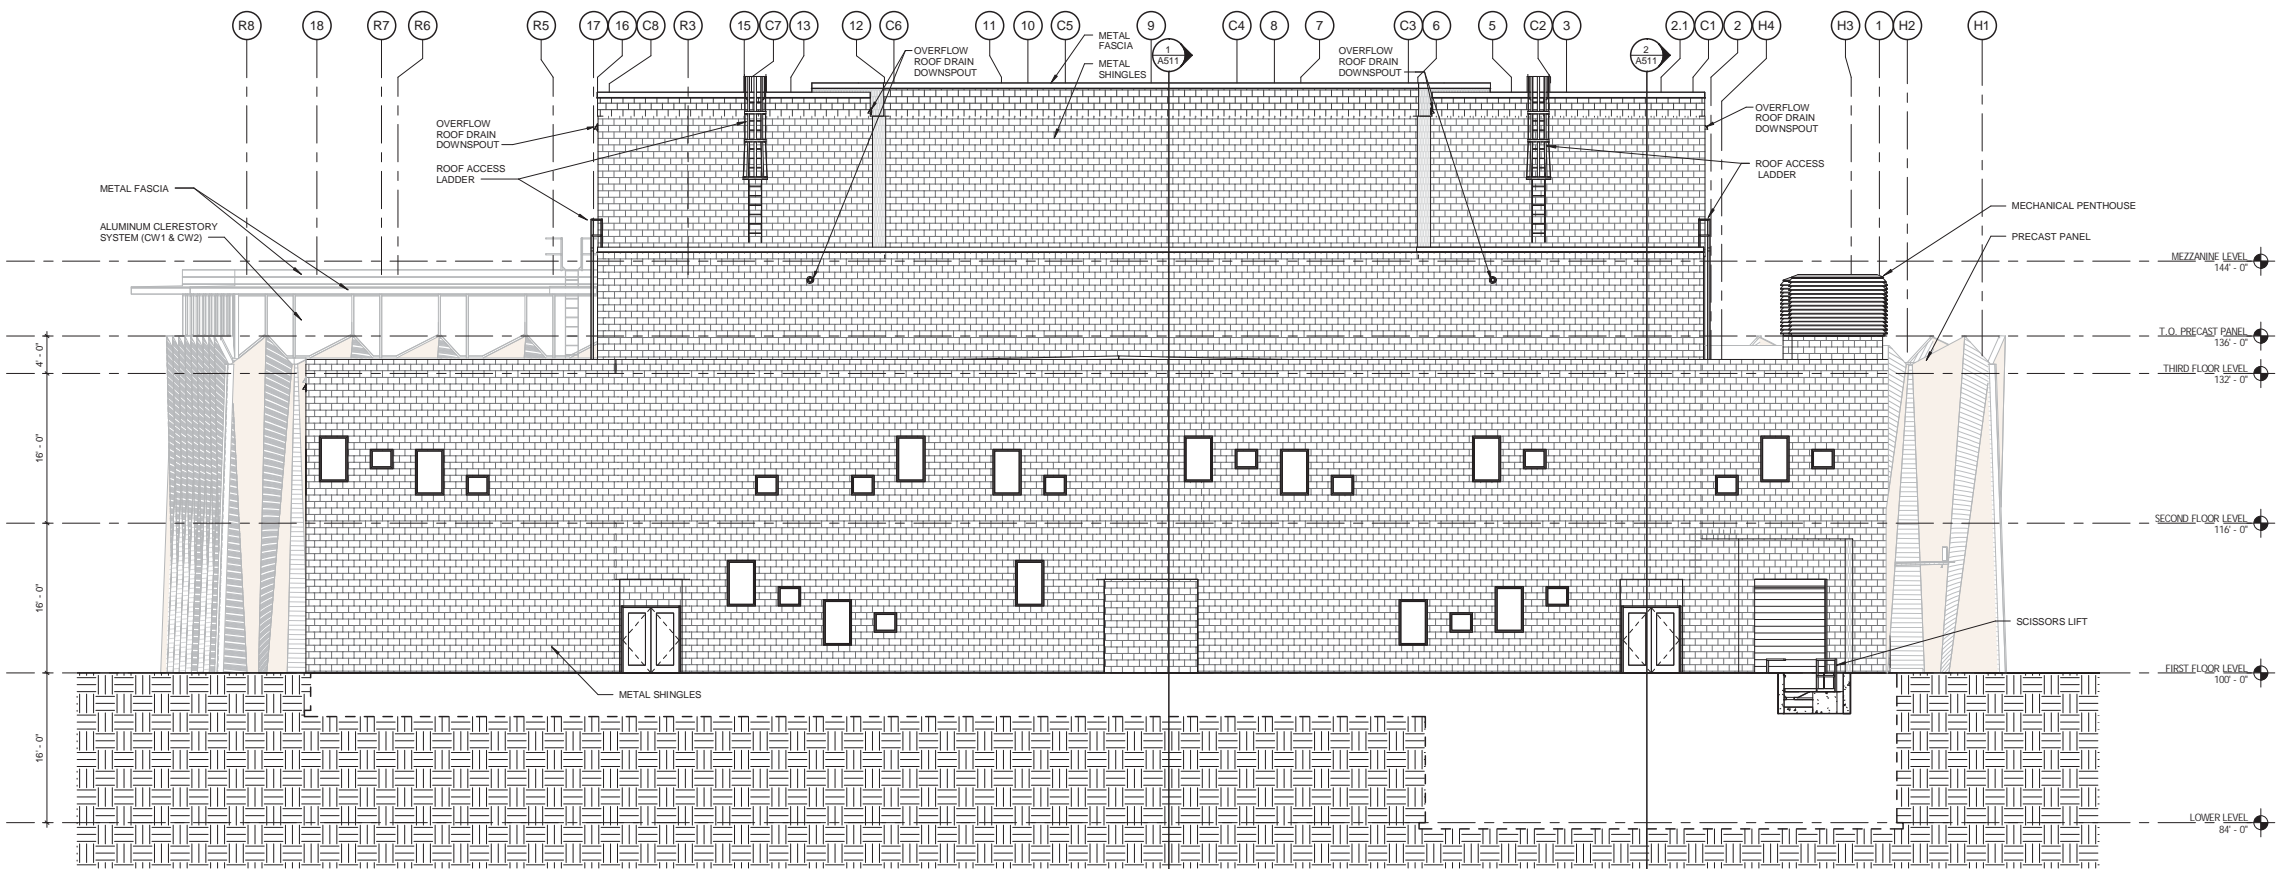 R8
18
R7
R6
R5
17
16
C8
R3
15
C7
13
12
C6
11
10
C5
9
C4
8
7
C3
6
5
C2
3
2.1
C1
2
H4
H3
1
H2
H1
1
A511
2
A511
METAL
FASCIA
METAL
SHINGLES
OVERFLOW
ROOF DRAIN
DOWNSPOUT
OVERFLOW
ROOF DRAIN
DOWNSPOUT
OVERFLOW
ROOF DRAIN
DOWNSPOUT
OVERFLOW
ROOF DRAIN
DOWNSPOUT
ROOF ACCESS
LADDER
ROOF ACCESS
LADDER
METAL FASCIA
ALUMINUM CLERESTORY
SYSTEM (CW1 & CW2)
MECHANICAL PENTHOUSE
PRECAST PANEL
MEZZANINE LEVEL
144' - 0"
T.O. PRECAST PANEL
136' - 0"
THIRD FLOOR LEVEL
132' - 0"
SECOND FLOOR LEVEL
116' - 0"
FIRST FLOOR LEVEL
100' - 0"
LOWER LEVEL
84' - 0"
4' - 0"
16' - 0"
16' - 0"
16' - 0"
SCISSORS LIFT
METAL SHINGLES